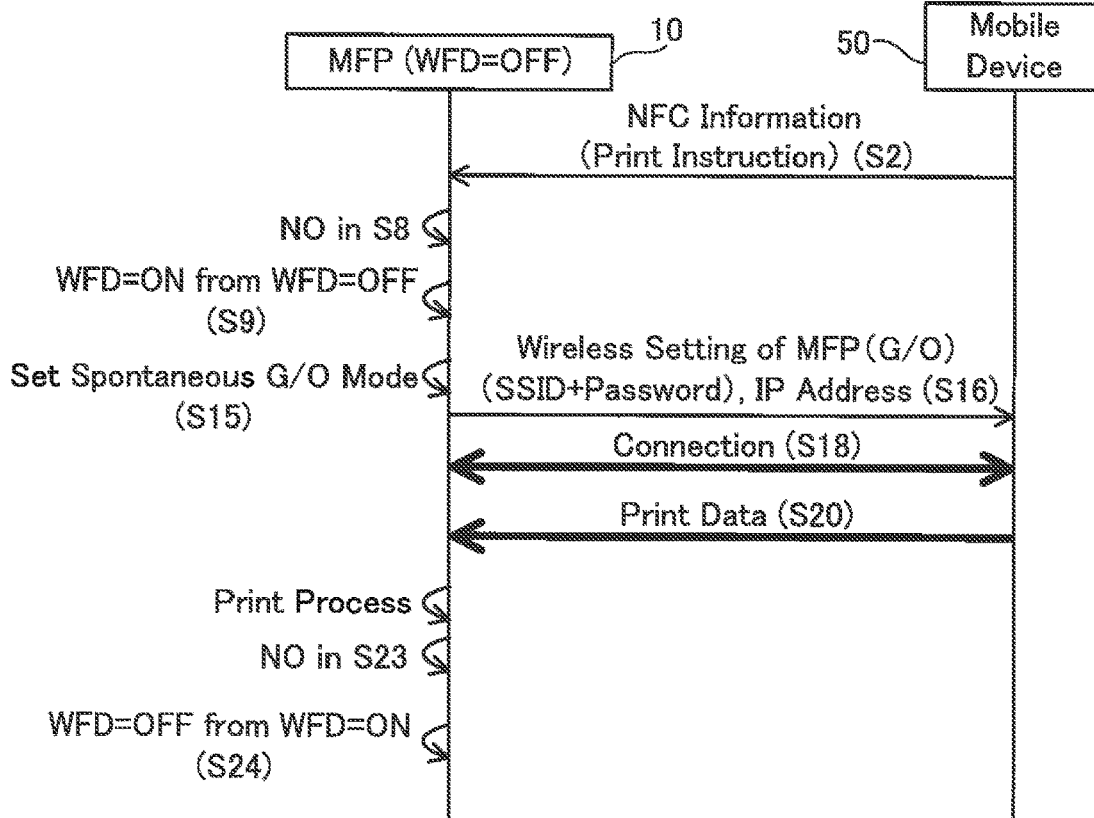 10
MFP (WFD=OFF)
50
Mobile
Device
NFC Information
(Print Instruction) (S2)
NO in S8
WFD=ON from WFD=OFF
(S9)
Wireless Setting of MFP (G/O)
(SSID+Password), IP Address (S16)
Set Spontaneous G/O Mode
(S15)
Connection (S18)
Print Data (S20)
Print Process
NO in S23
WFD=OFF from WFD=ON
(S24)